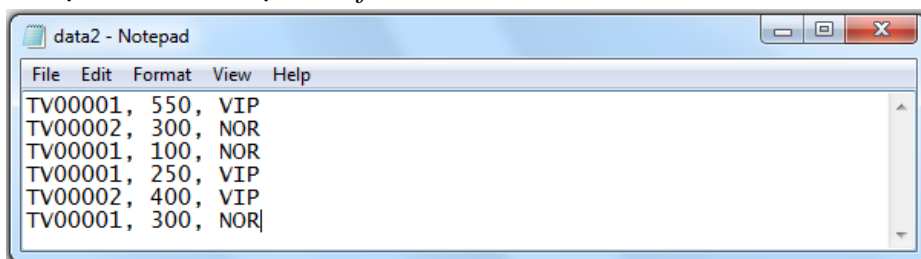 data2 - Notepad
File Edit Format View Help
TV00001, 550, VIP
TV00002, 300, NOR
TV00001, 100, NOR
TV00001, 250, VIP
TV00002, 400, VIP
TV00001, 300, NOR